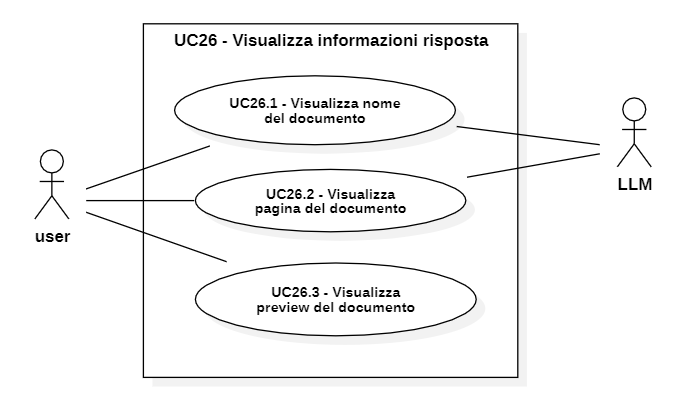 UC26 - Visualizza informazioni risposta
UC26.1 - Visualizza nome
del documento
UC26.2 - Visualizza
pagina del documento
UC26.3 - Visualizza
preview del documento
user
LLM